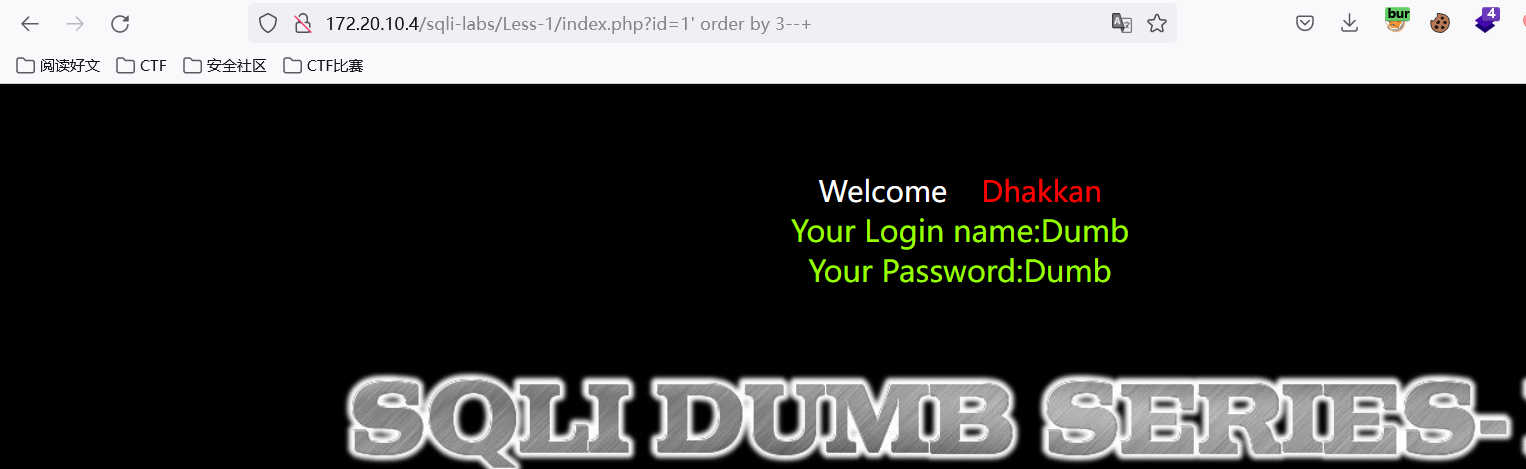 172.20.10.4/sqli-labs/Less-1/index.php?id=1' order by 3--+
bur
4
阅读好文 CTF 安全社区 CTF比赛
Welcome Dhakkan
Your Login name:Dumb
Your Password:Dumb
SQLI DUMB SERIES-